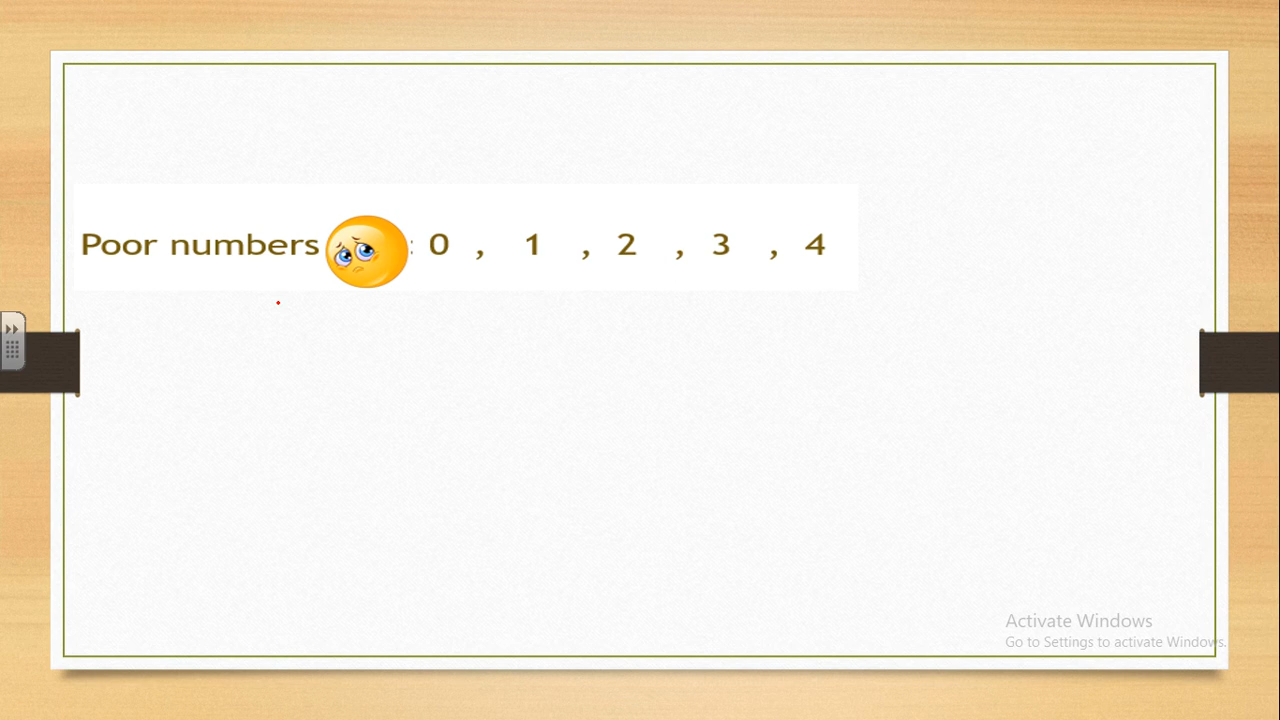 Poor numbers : 0 , 1 , 2 , 3 , 4
Activate Windows
Go to Settings to activate Windows.